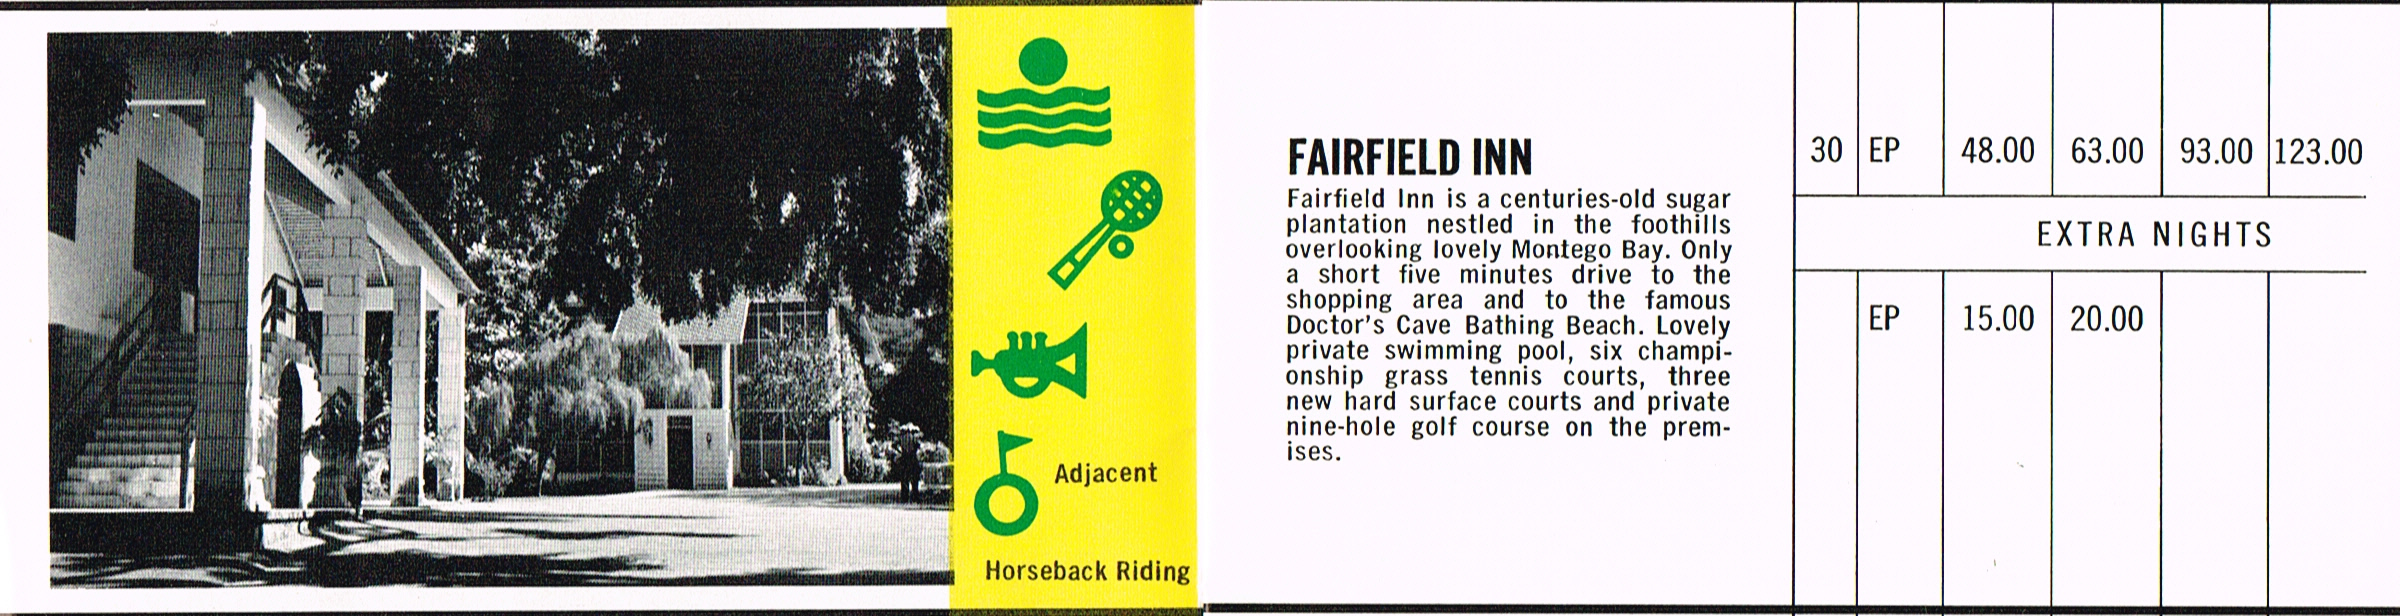 Adjacent
Horseback Riding
FAIRFIELD INN
Fairfield Inn is a centuries-old sugar
plantation nestled in the foothills
overlooking lovely Montego Bay. Only
a short five minutes drive to the
shopping area and to the famous
Doctor's Cave Bathing Beach. Lovely
private swimming pool, six champi-
onship grass tennis courts, three
new hard surface courts and private
nine-hole golf course on the prem-
ises.
30 EP 48.00 63.00 93.00 123.00
EXTRA NIGHTS
EP 15.00 20.00